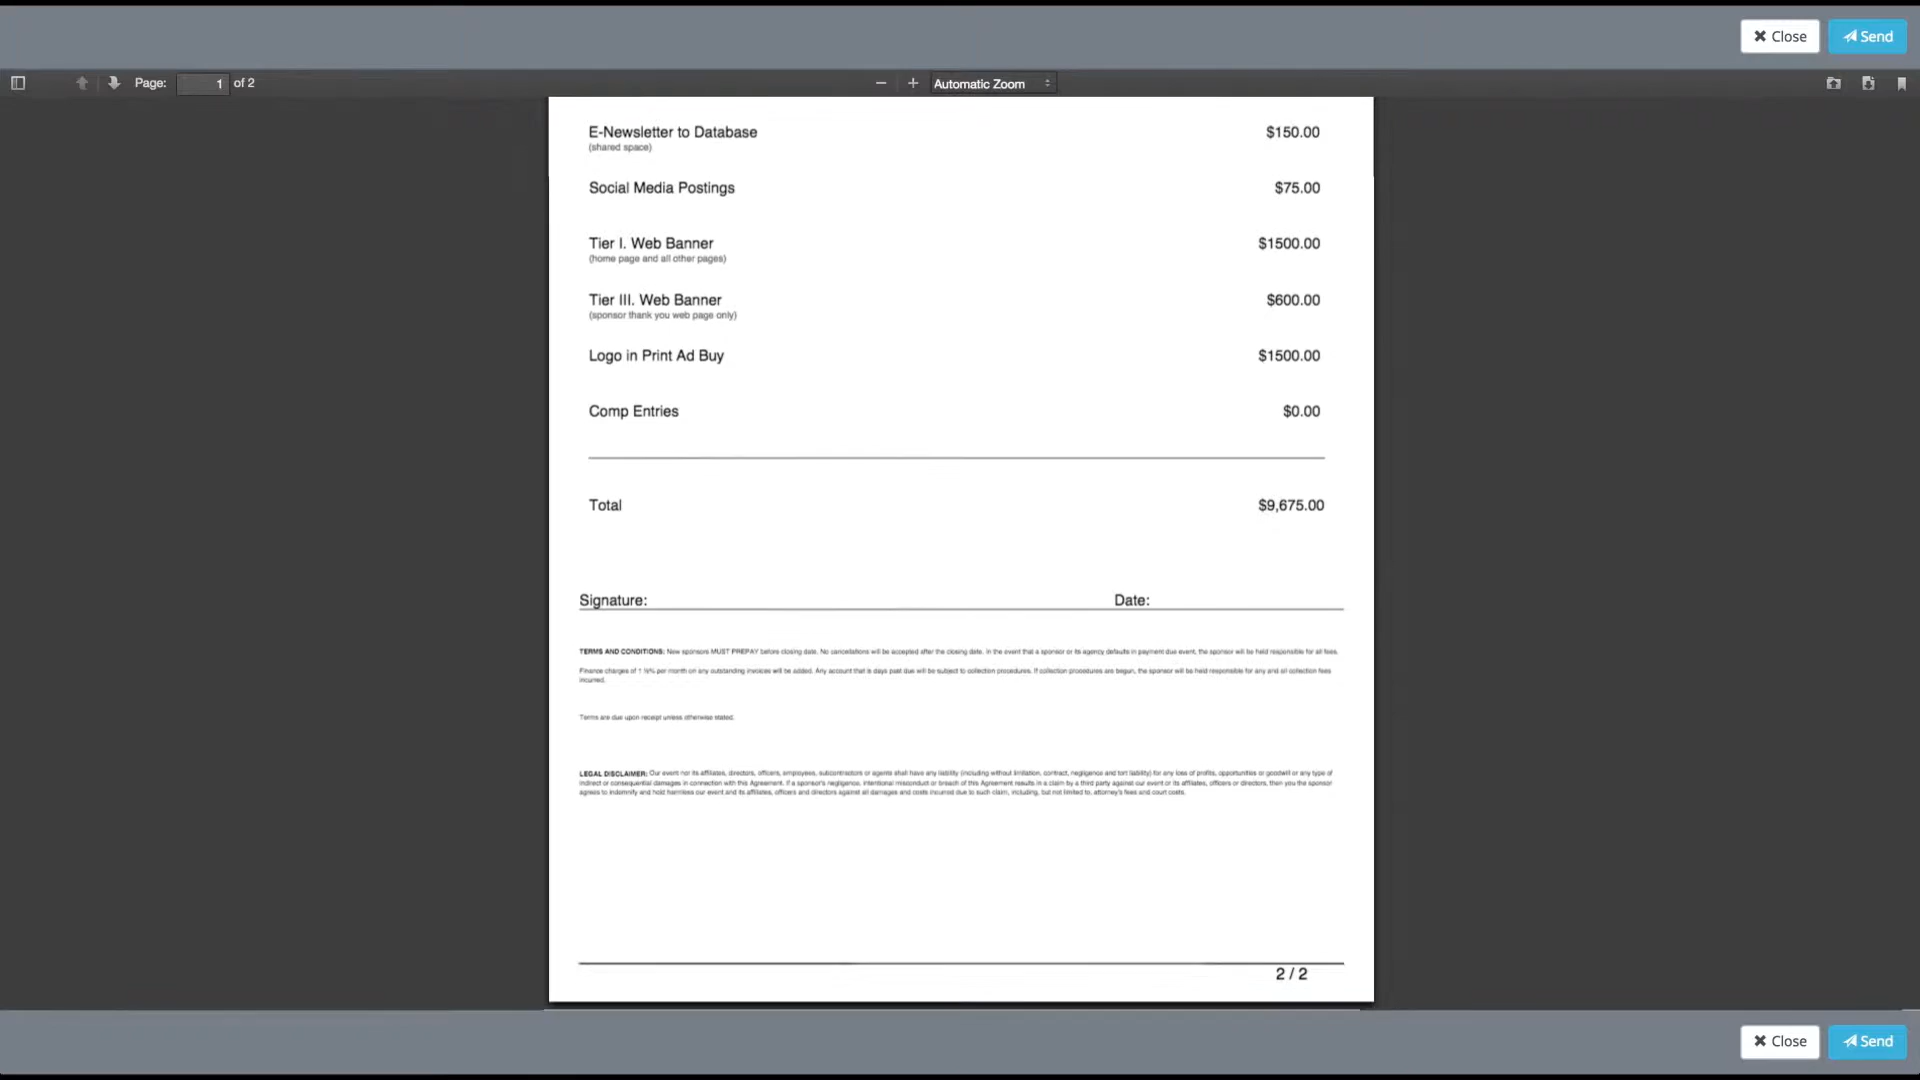 Close Send
Page: 1 of 2 Automatic Zoom
E-Newsletter to Database $150.00
(shared space)
Social Media Postings $75.00
Tier I. Web Banner $1500.00
(home page and all other pages)
Tier III. Web Banner $600.00
(sponsor thank you web page only)
Logo in Print Ad Buy $1500.00
Comp Entries $0.00
Total $9,675.00
Signature: Date:
TERMS AND CONDITIONS: New sponsors MUST PREPAY before closing date. No cancellations will be accepted after the closing date. In the event that a sponsor or its agency defaults in payment due event, the sponsor will be held responsible for all fees.
Finance charges of 1 ½% per month on any outstanding invoices will be added. Any account that is days past due will be subject to collection procedures. If collection procedures are begun, the sponsor will be held responsible for any and all collection fees
incurred.
Terms are due upon receipt unless otherwise stated.
LEGAL DISCLAIMER: Our event nor its affiliates, directors, officers, employees, subcontractors or agents shall have any liability (including without limitation, contract, negligence and tort liability) for any loss of profits, opportunities or goodwill or any type of
indirect or consequential damages in connection with this Agreement. If a sponsor's negligence, intentional misconduct or breach of this Agreement results in a claim by a third party against our event or its affiliates, officers or directors, then you the sponsor
agrees to indemnify and hold harmless our event and its affiliates, officers and directors against all damages and costs incurred due to such claim, including, but not limited to, attorney's fees and court costs.
2 / 2
Close Send